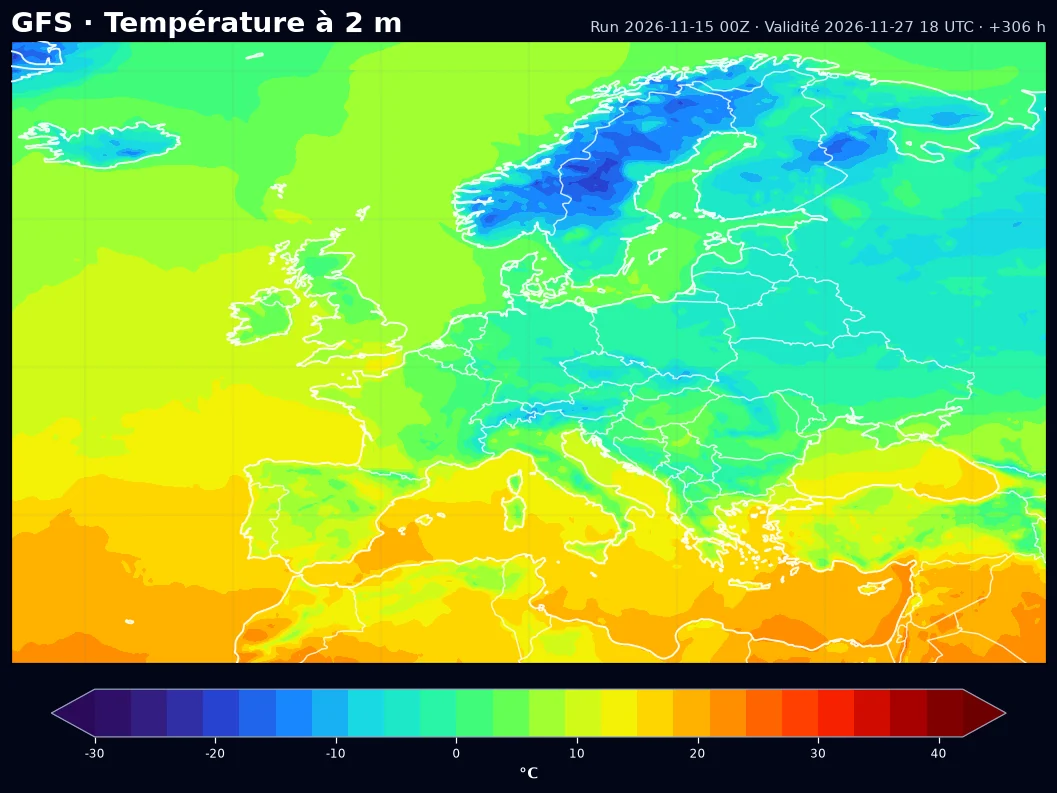 GFS · Température à 2 m
Run 2026-11-15 00Z · Validité 2026-11-27 18 UTC · +306 h
-30 -20 -10 0 10 20 30 40
°C